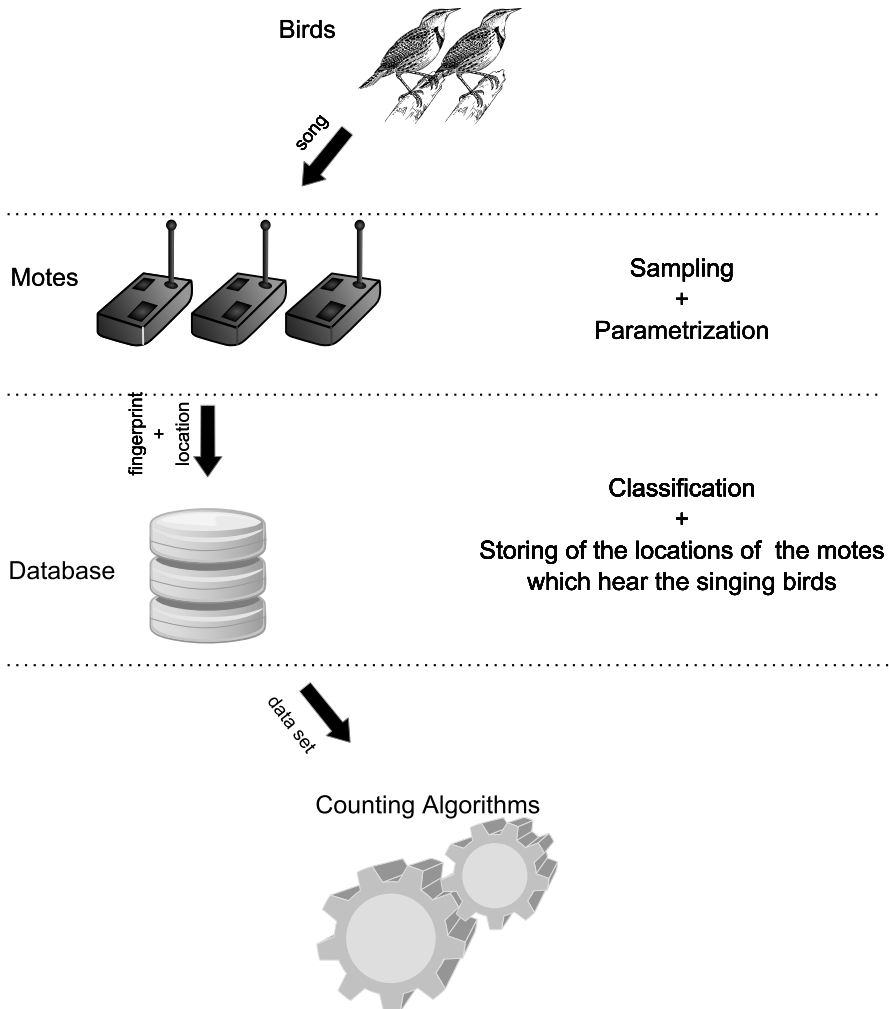 Birds
song
Motes
Sampling
+
Parametrization
fingerprint
+
location
Database
Classification
+
Storing of the locations of the motes
which hear the singing birds
data set
Counting Algorithms